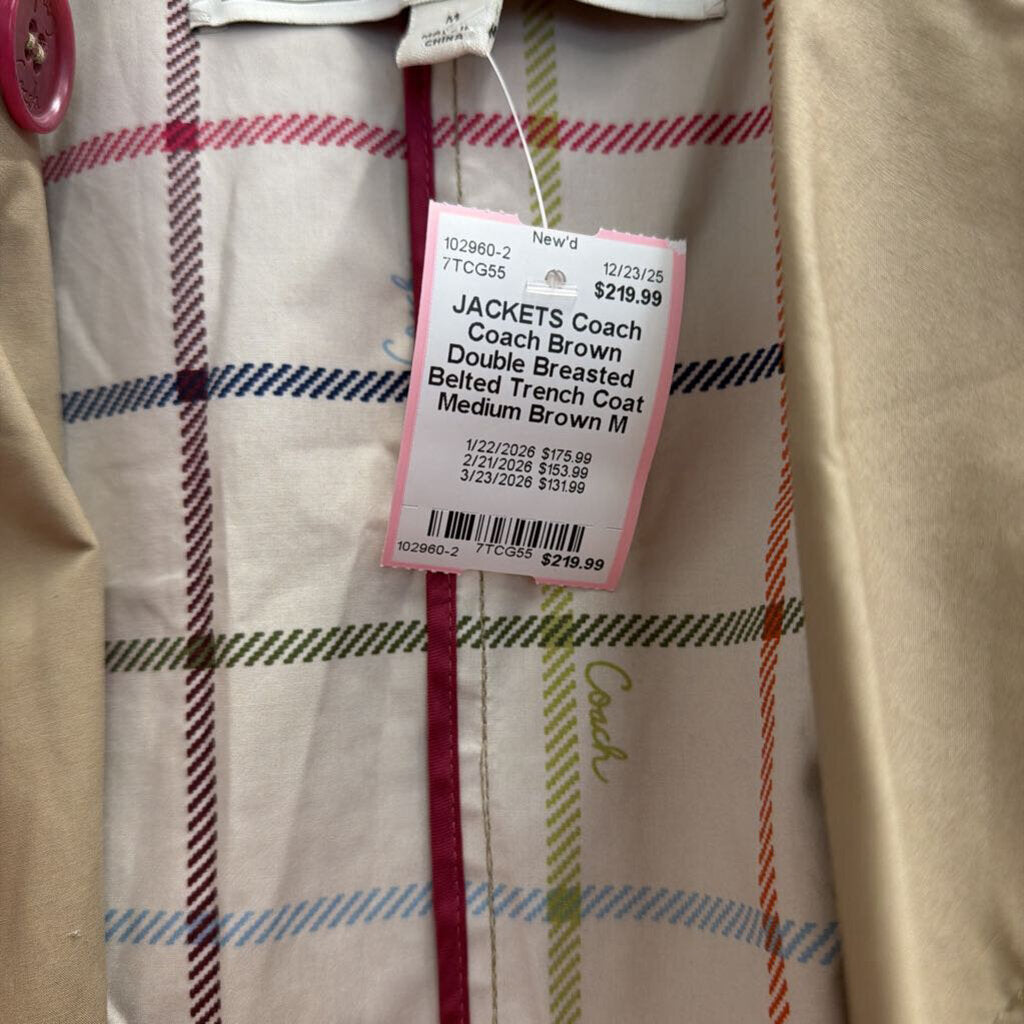 M
MADE IN
CHINA
New'd
102960-2
7TCG55
12/23/25
$219.99
JACKETS Coach
Coach Brown
Double Breasted
Belted Trench Coat
Medium Brown M
1/22/2026 $175.99
2/21/2026 $153.99
3/23/2026 $131.99
102960-2 7TCG55 $219.99
Coach
Coach